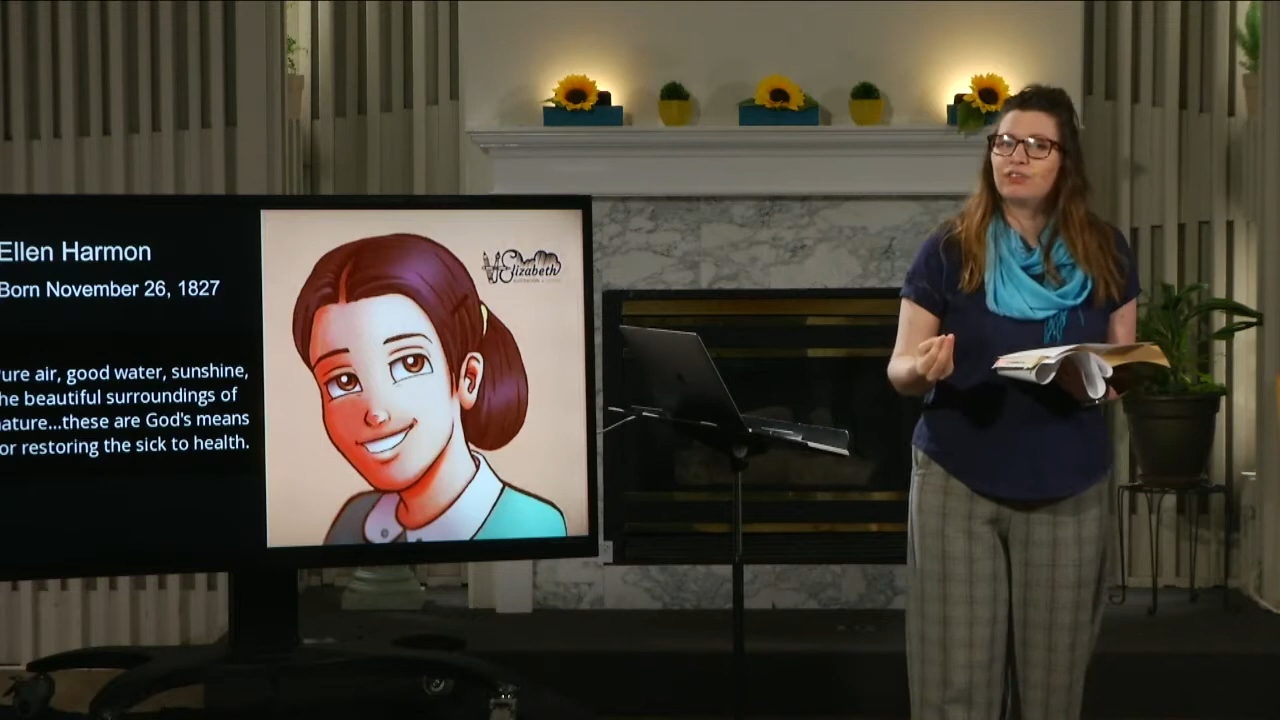 Ellen Harmon
Born November 26, 1827
ure air, good water, sunshine,
he beautiful surroundings of
ature...these are God's means
or restoring the sick to health.
Elizabeth